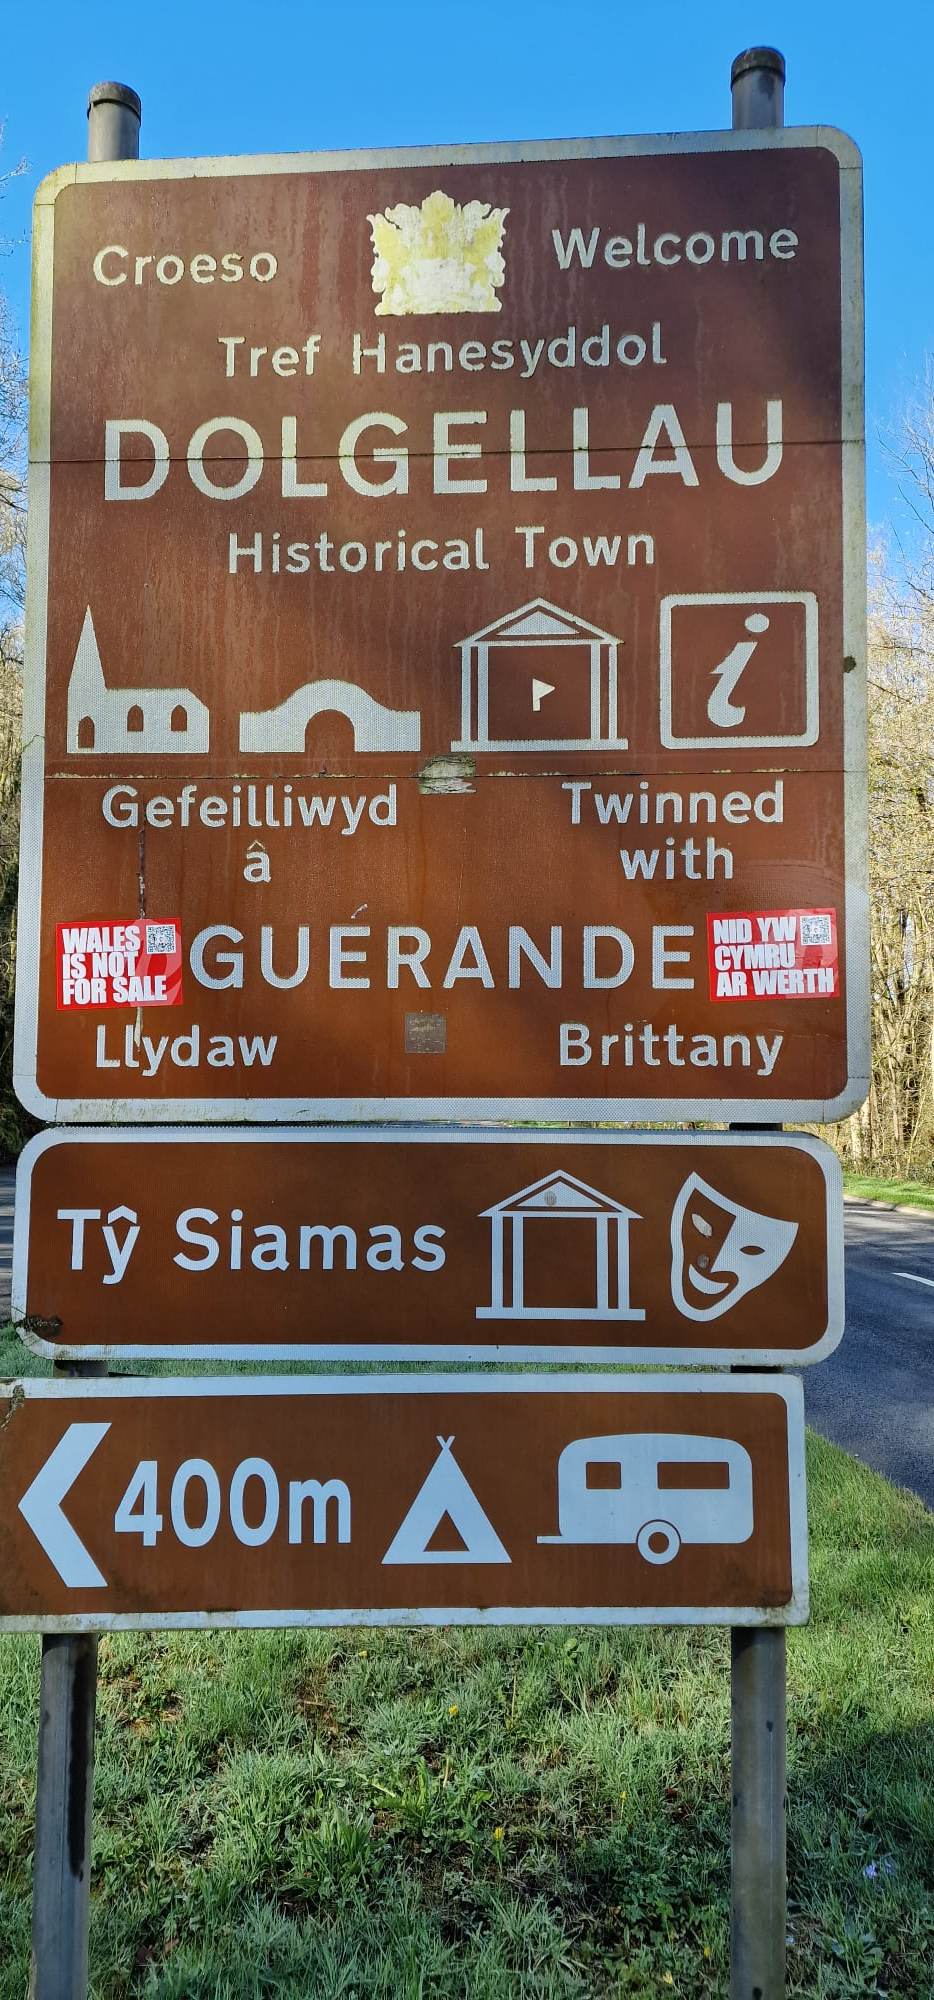 Croeso Welcome
Tref Hanesyddol
DOLGELLAU
Historical Town
i
Gefeilliwyd Twinned
â with
WALES
IS NOT
FOR SALE
GUÉRANDE
NID YW
CYMRU
AR WERTH
Llydaw Brittany
Tŷ Siamas
400m